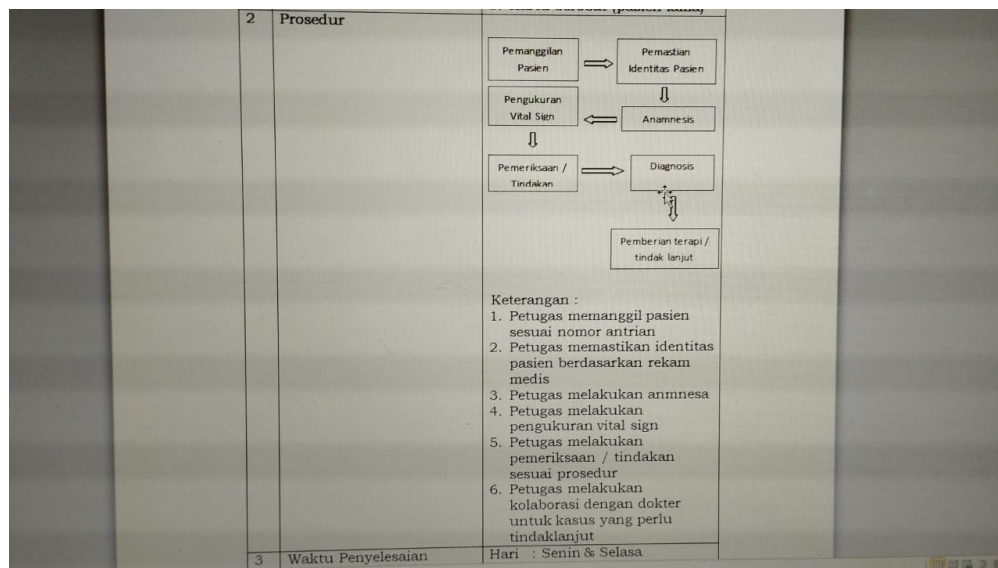 2 Prosedur
Pemanggilan
Pasien
Pemastian
Identitas Pasien
Pengukuran
Vital Sign
Anamnesis
Pemeriksaan /
Tindakan
Diagnosis
Pemberian terapi /
tindak lanjut
Keterangan :
1. Petugas memanggil pasien
sesuai nomor antrian
2. Petugas memastikan identitas
pasien berdasarkan rekam
medis
3. Petugas melakukan anmnesa
4. Petugas melakukan
pengukuran vital sign
5. Petugas melakukan
pemeriksaan / tindakan
sesuai prosedur
6. Petugas melakukan
kolaborasi dengan dokter
untuk kasus yang perlu
tindaklanjut
3 Waktu Penyelesaian
Hari : Senin & Selasa